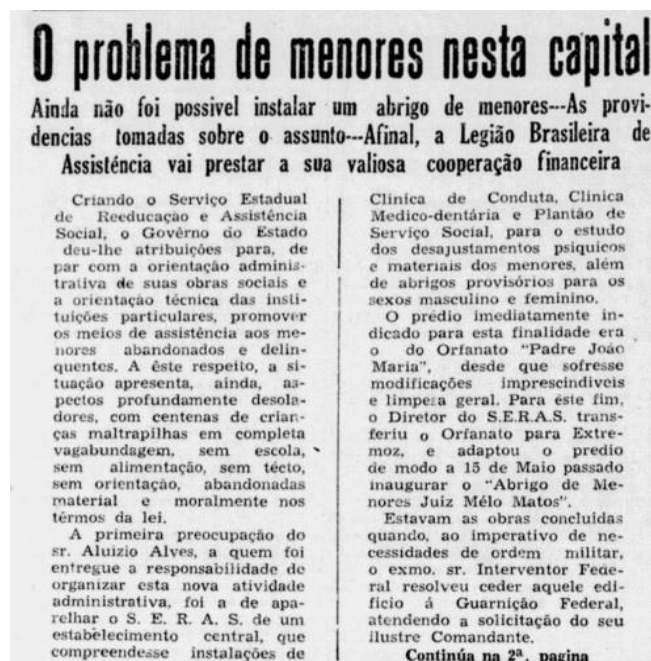 O problema de menores nesta capital
Ainda não foi possivel instalar um abrigo de menores---As provi-
dencias tomadas sobre o assunto---Afinal, a Legião Brasileira de
Assisténcia vai prestar a sua valiosa cooperação financeira
Criando o Serviço Estadual
de Reeducação e Assistência
Social, o Govêrno do Estado
deu-lhe atribuições para, de
par com a orientação adminis-
trativa de suas obras sociais e
a orientação técnica das insti-
tuições particulares, promover
os meios de assistência aos me-
nores abandonados e delin-
quentes. A êste respeito, a si-
tuação apresenta, ainda, as-
pectos profundamente desola-
dores, com centenas de crian-
ças maltrapilhas em completa
vagabundagem, sem escola,
sem alimentação, sem técto,
sem orientação, abandonadas
material e moralmente nos
têrmos da lei.
A primeira preocupação do
sr. Aluizio Alves, a quem foi
entregue a responsabilidade de
organizar esta nova atividade
administrativa, foi a de apa-
relhar o S. E. R. A. S. de um
estabelecimento central, que
compreendesse instalações de
Clinica de Conduta, Clinica
Medico-dentária e Plantão de
Serviço Social, para o estudo
dos desajustamentos psiquicos
e materiais dos menores, além
de abrigos provisórios para os
sexos masculino e feminino.
O prédio imediatamente in-
dicado para esta finalidade era
o do Orfanato "Padre João
Maria", desde que sofresse
modificações imprescindiveis
e limpeza geral. Para êste fim,
o Diretor do S.E.R.A.S. trans-
feriu o Orfanato para Extre-
moz, e adaptou o predio
de modo a 15 de Maio passado
inaugurar o "Abrigo de Me-
nores Juiz Mélo Matos".
Estavam as obras concluidas
quando, ao imperativo de ne-
cessidades de ordem militar,
o exmo. sr. Interventor Fede-
ral resolveu ceder aquele edi-
ficio á Guarnição Federal,
atendendo a solicitação do seu
ilustre Comandante.
Continúa na 2ª. pagina